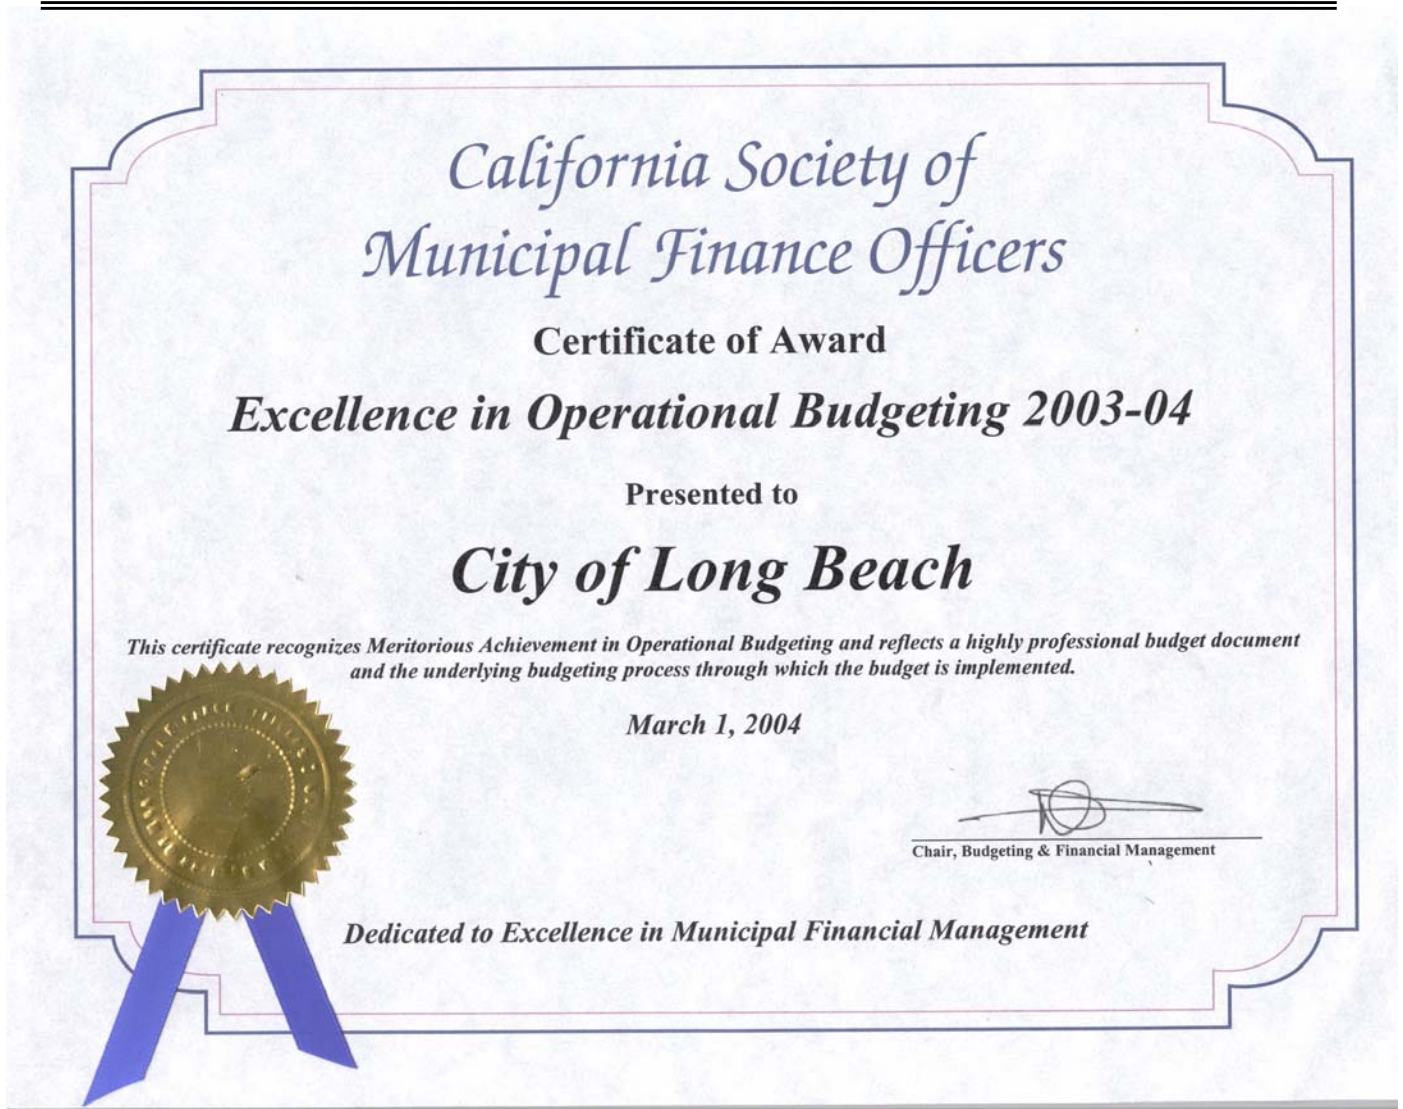 California Society of
Municipal Finance Officers
Certificate of Award
Excellence in Operational Budgeting 2003-04
Presented to
City of Long Beach
This certificate recognizes Meritorious Achievement in Operational Budgeting and reflects a highly professional budget document
and the underlying budgeting process through which the budget is implemented.
March 1, 2004
Chair, Budgeting & Financial Management
Dedicated to Excellence in Municipal Financial Management